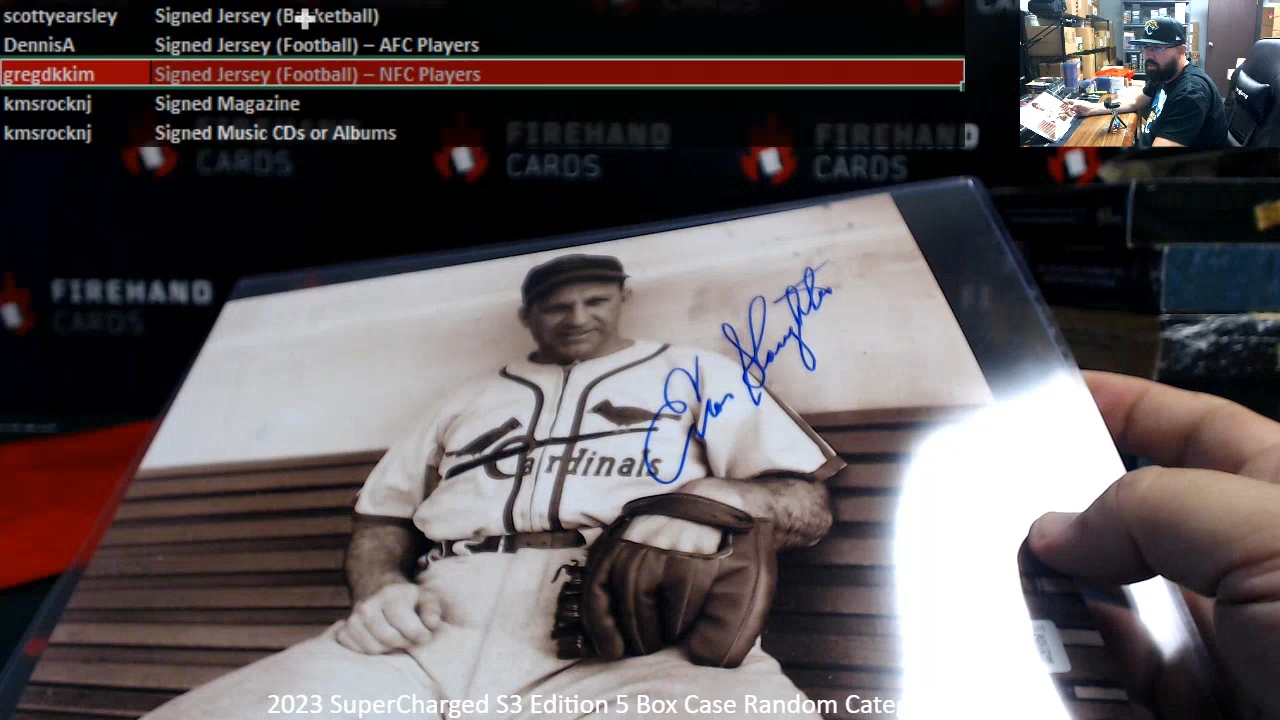 scottyearsley Signed Jersey (Basketball)
DennisA Signed Jersey (Football) – AFC Players
gregdkkim Signed Jersey (Football) – NFC Players
kmsrocknj Signed Magazine
kmsrocknj Signed Music CDs or Albums
FIREHAND CARDS
FIREHAND CARDS
FIREHAND CARDS
FIREHAND
CARDS
Enos Slaughter
Cardinals
2023 SuperCharged S3 Edition 5 Box Case Random Cate